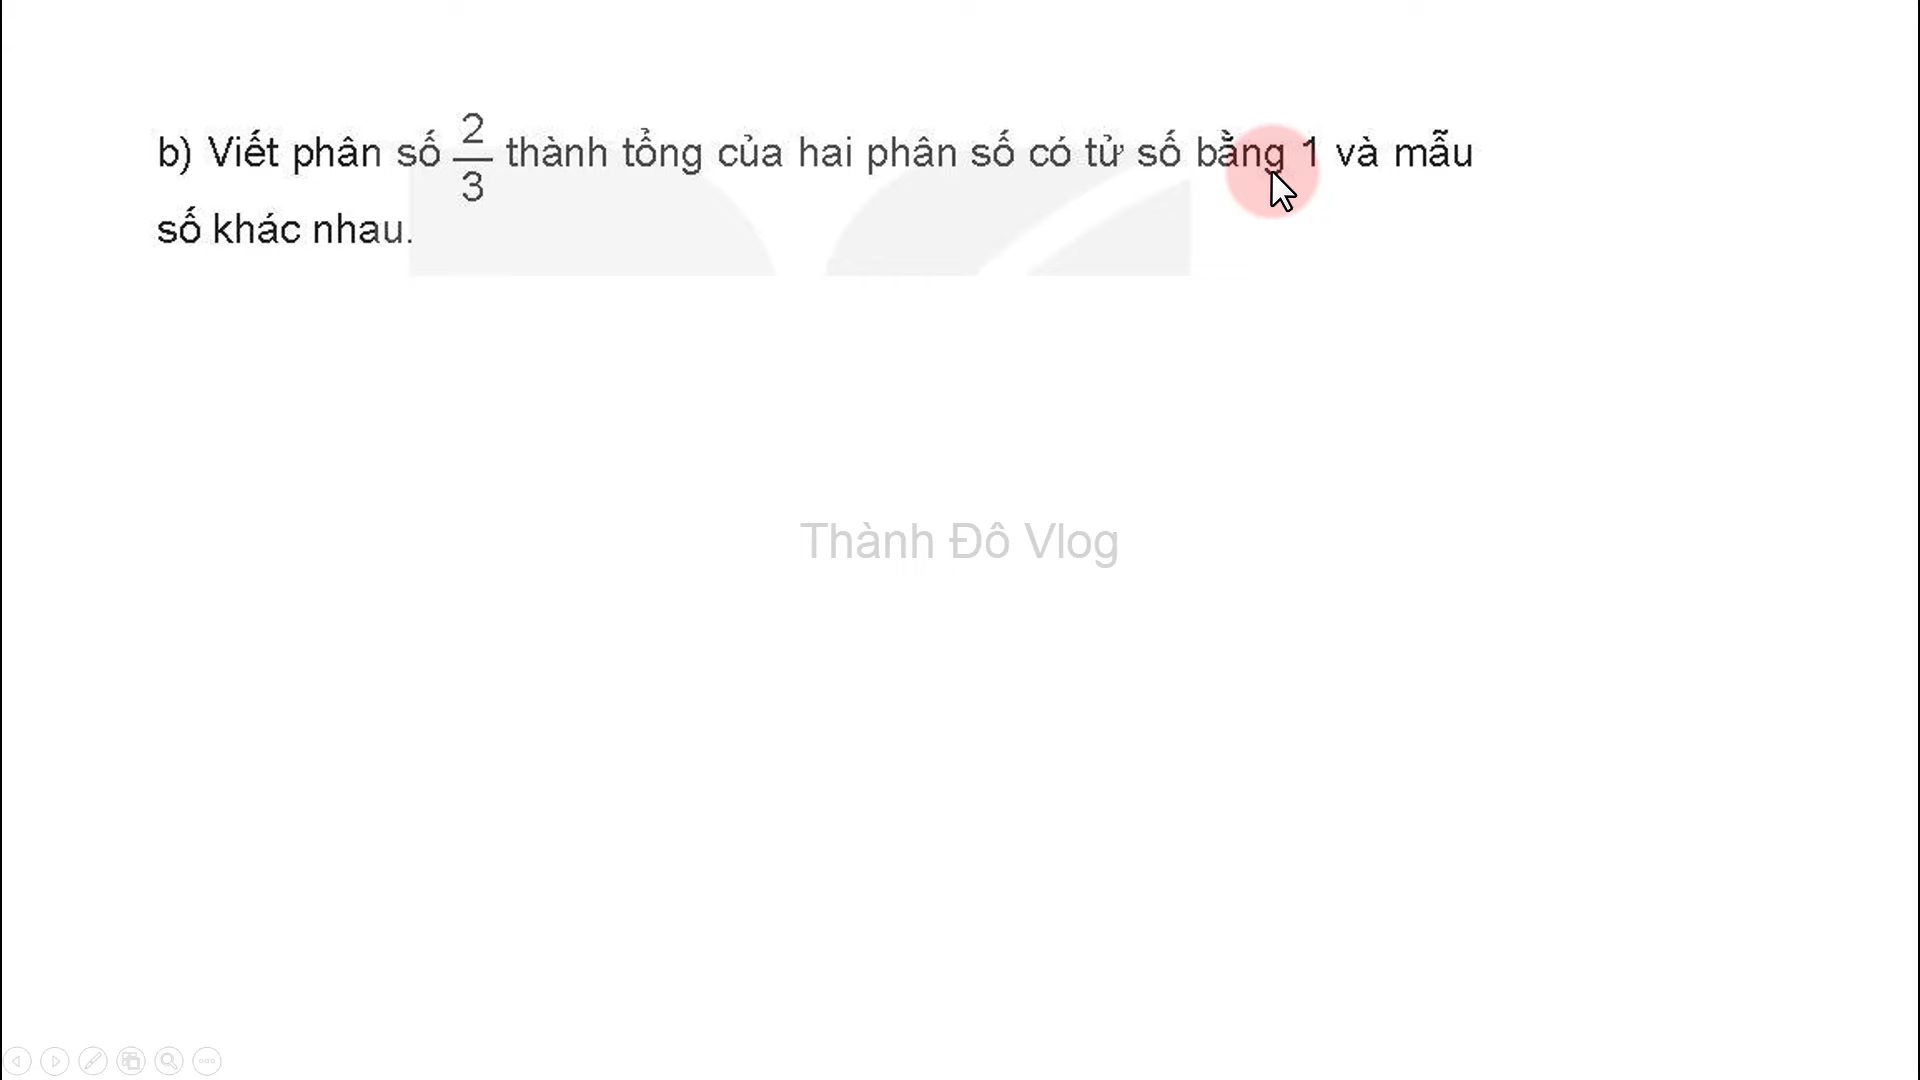 b) Viết phân số 2/3 thành tổng của hai phân số có tử số bằng 1 và mẫu
số khác nhau.
Thành Đô Vlog